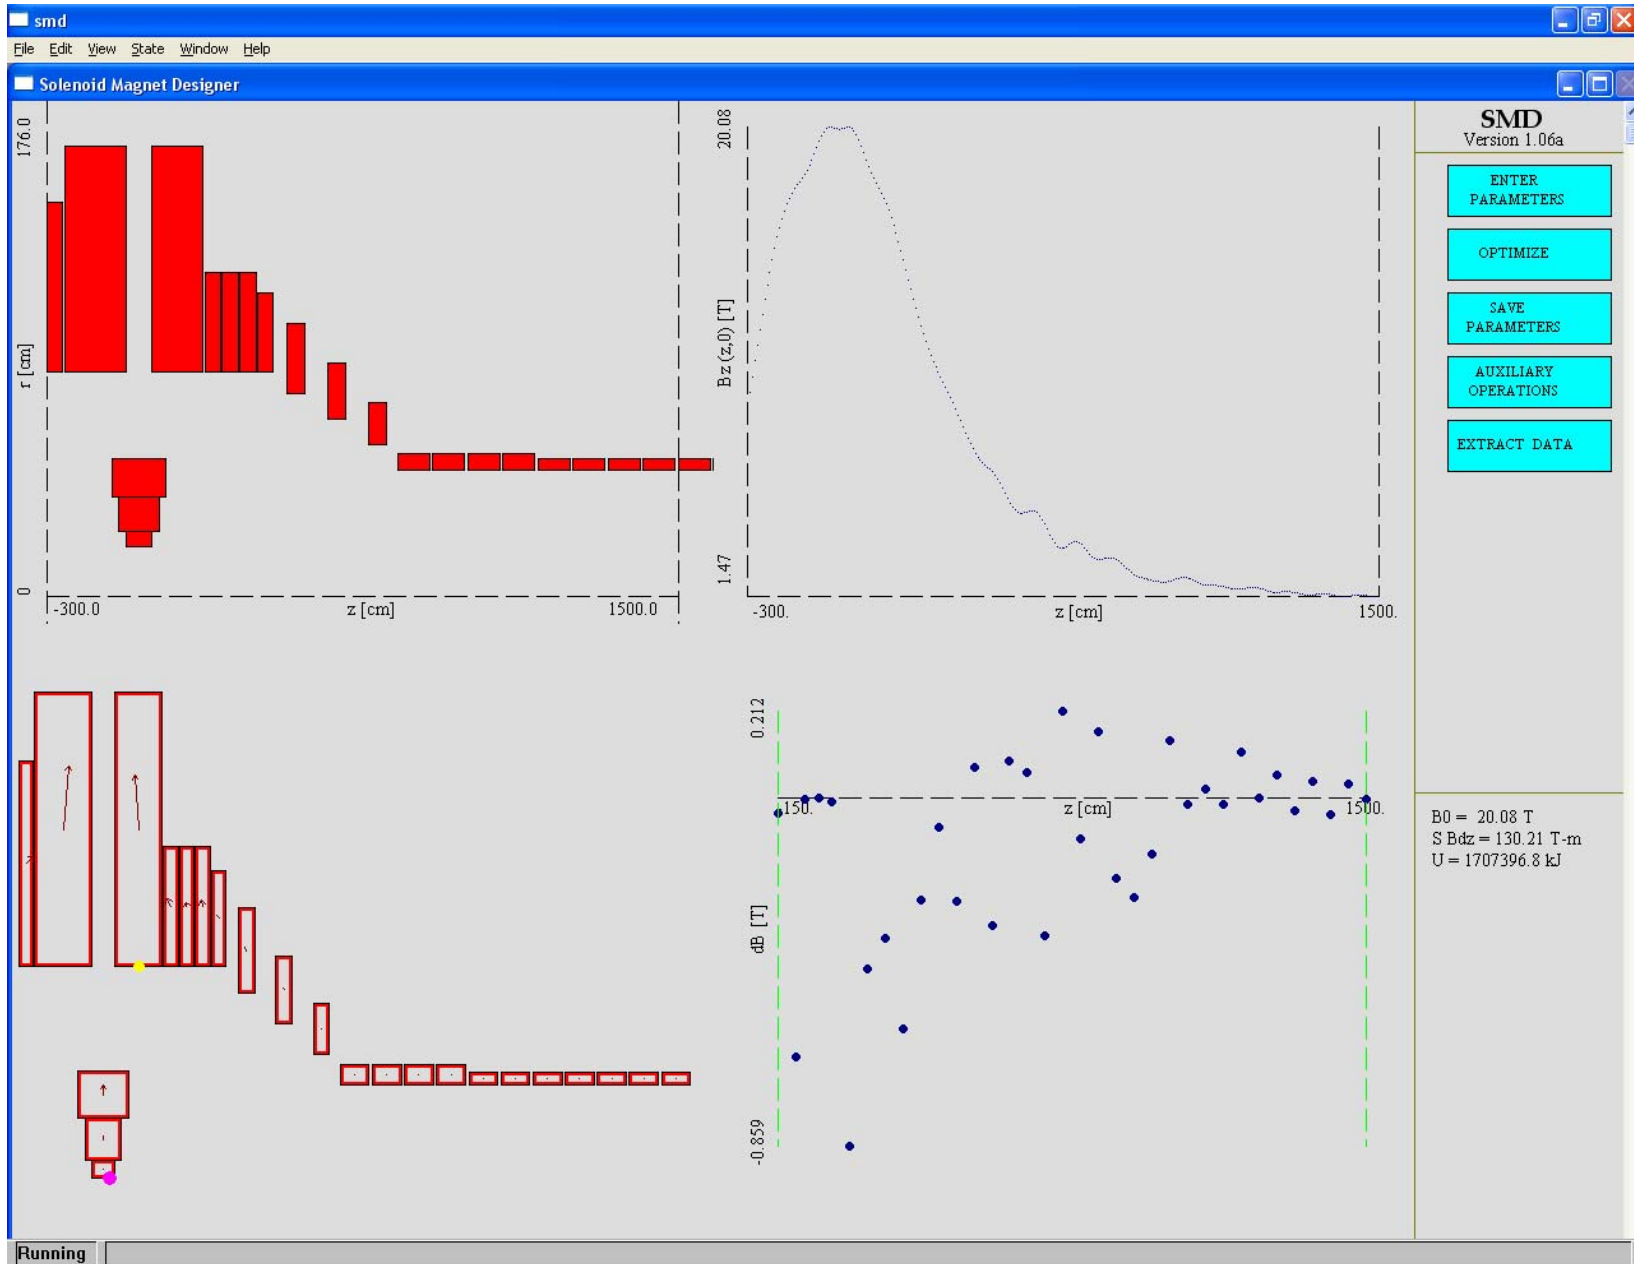 smd
File Edit View State Window Help
Solenoid Magnet Designer
176.0
r [cm]
0
-300.0 z [cm] 1500.0
20.08
Bz(z,0) [T]
1.47
-300. z [cm] 1500.
SMD
Version 1.06a
ENTER
PARAMETERS
OPTIMIZE
SAVE
PARAMETERS
AUXILIARY
OPERATIONS
EXTRACT DATA
0.212
dB [T]
-0.859
150. z [cm] 1500.
B0 = 20.08 T
S Bdz = 130.21 T-m
U = 1707396.8 kJ
Running